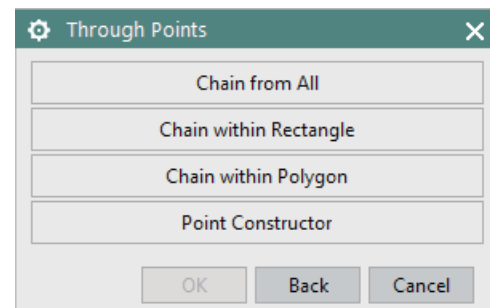 Through Points
Chain from All
Chain within Rectangle
Chain within Polygon
Point Constructor
OK Back Cancel